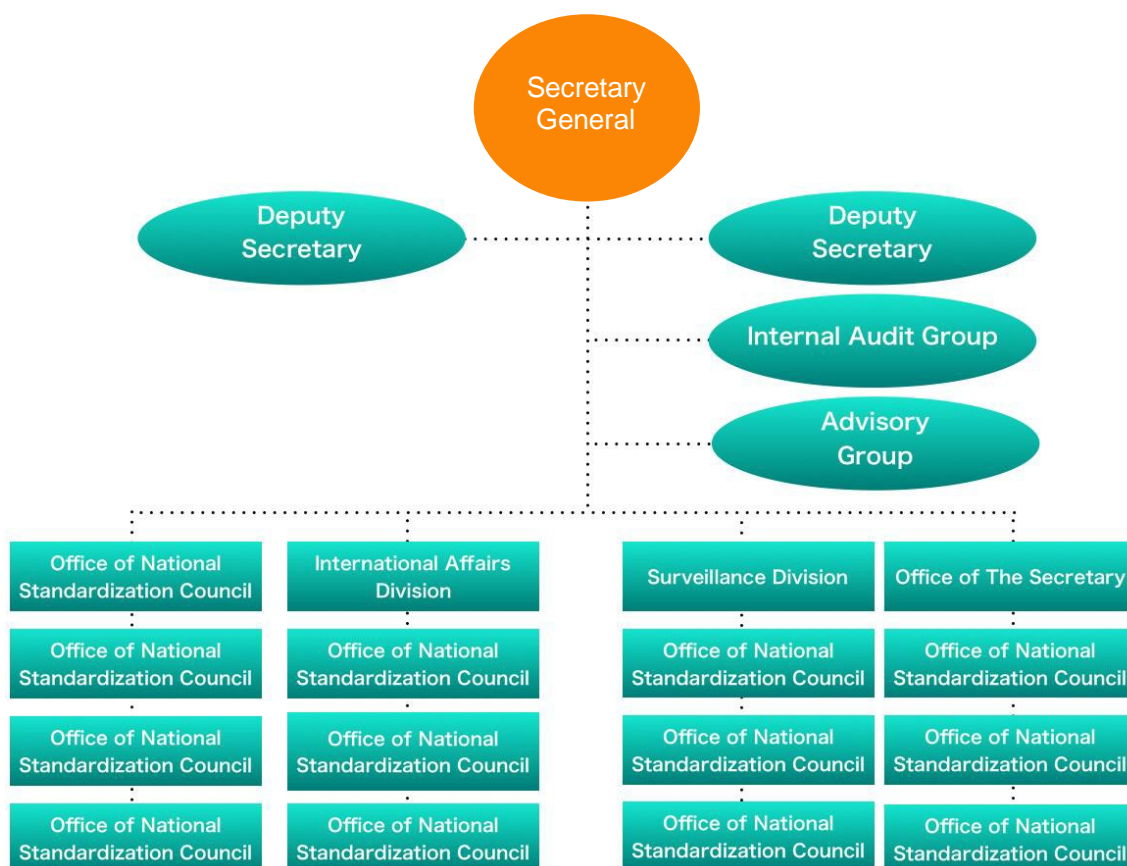 Secretary
General
Deputy
Secretary
Deputy
Secretary
Internal Audit Group
Advisory
Group
Office of National
Standardization Council
International Affairs
Division
Surveillance Division
Office of The Secretary
Office of National
Standardization Council
Office of National
Standardization Council
Office of National
Standardization Council
Office of National
Standardization Council
Office of National
Standardization Council
Office of National
Standardization Council
Office of National
Standardization Council
Office of National
Standardization Council
Office of National
Standardization Council
Office of National
Standardization Council
Office of National
Standardization Council
Office of National
Standardization Council